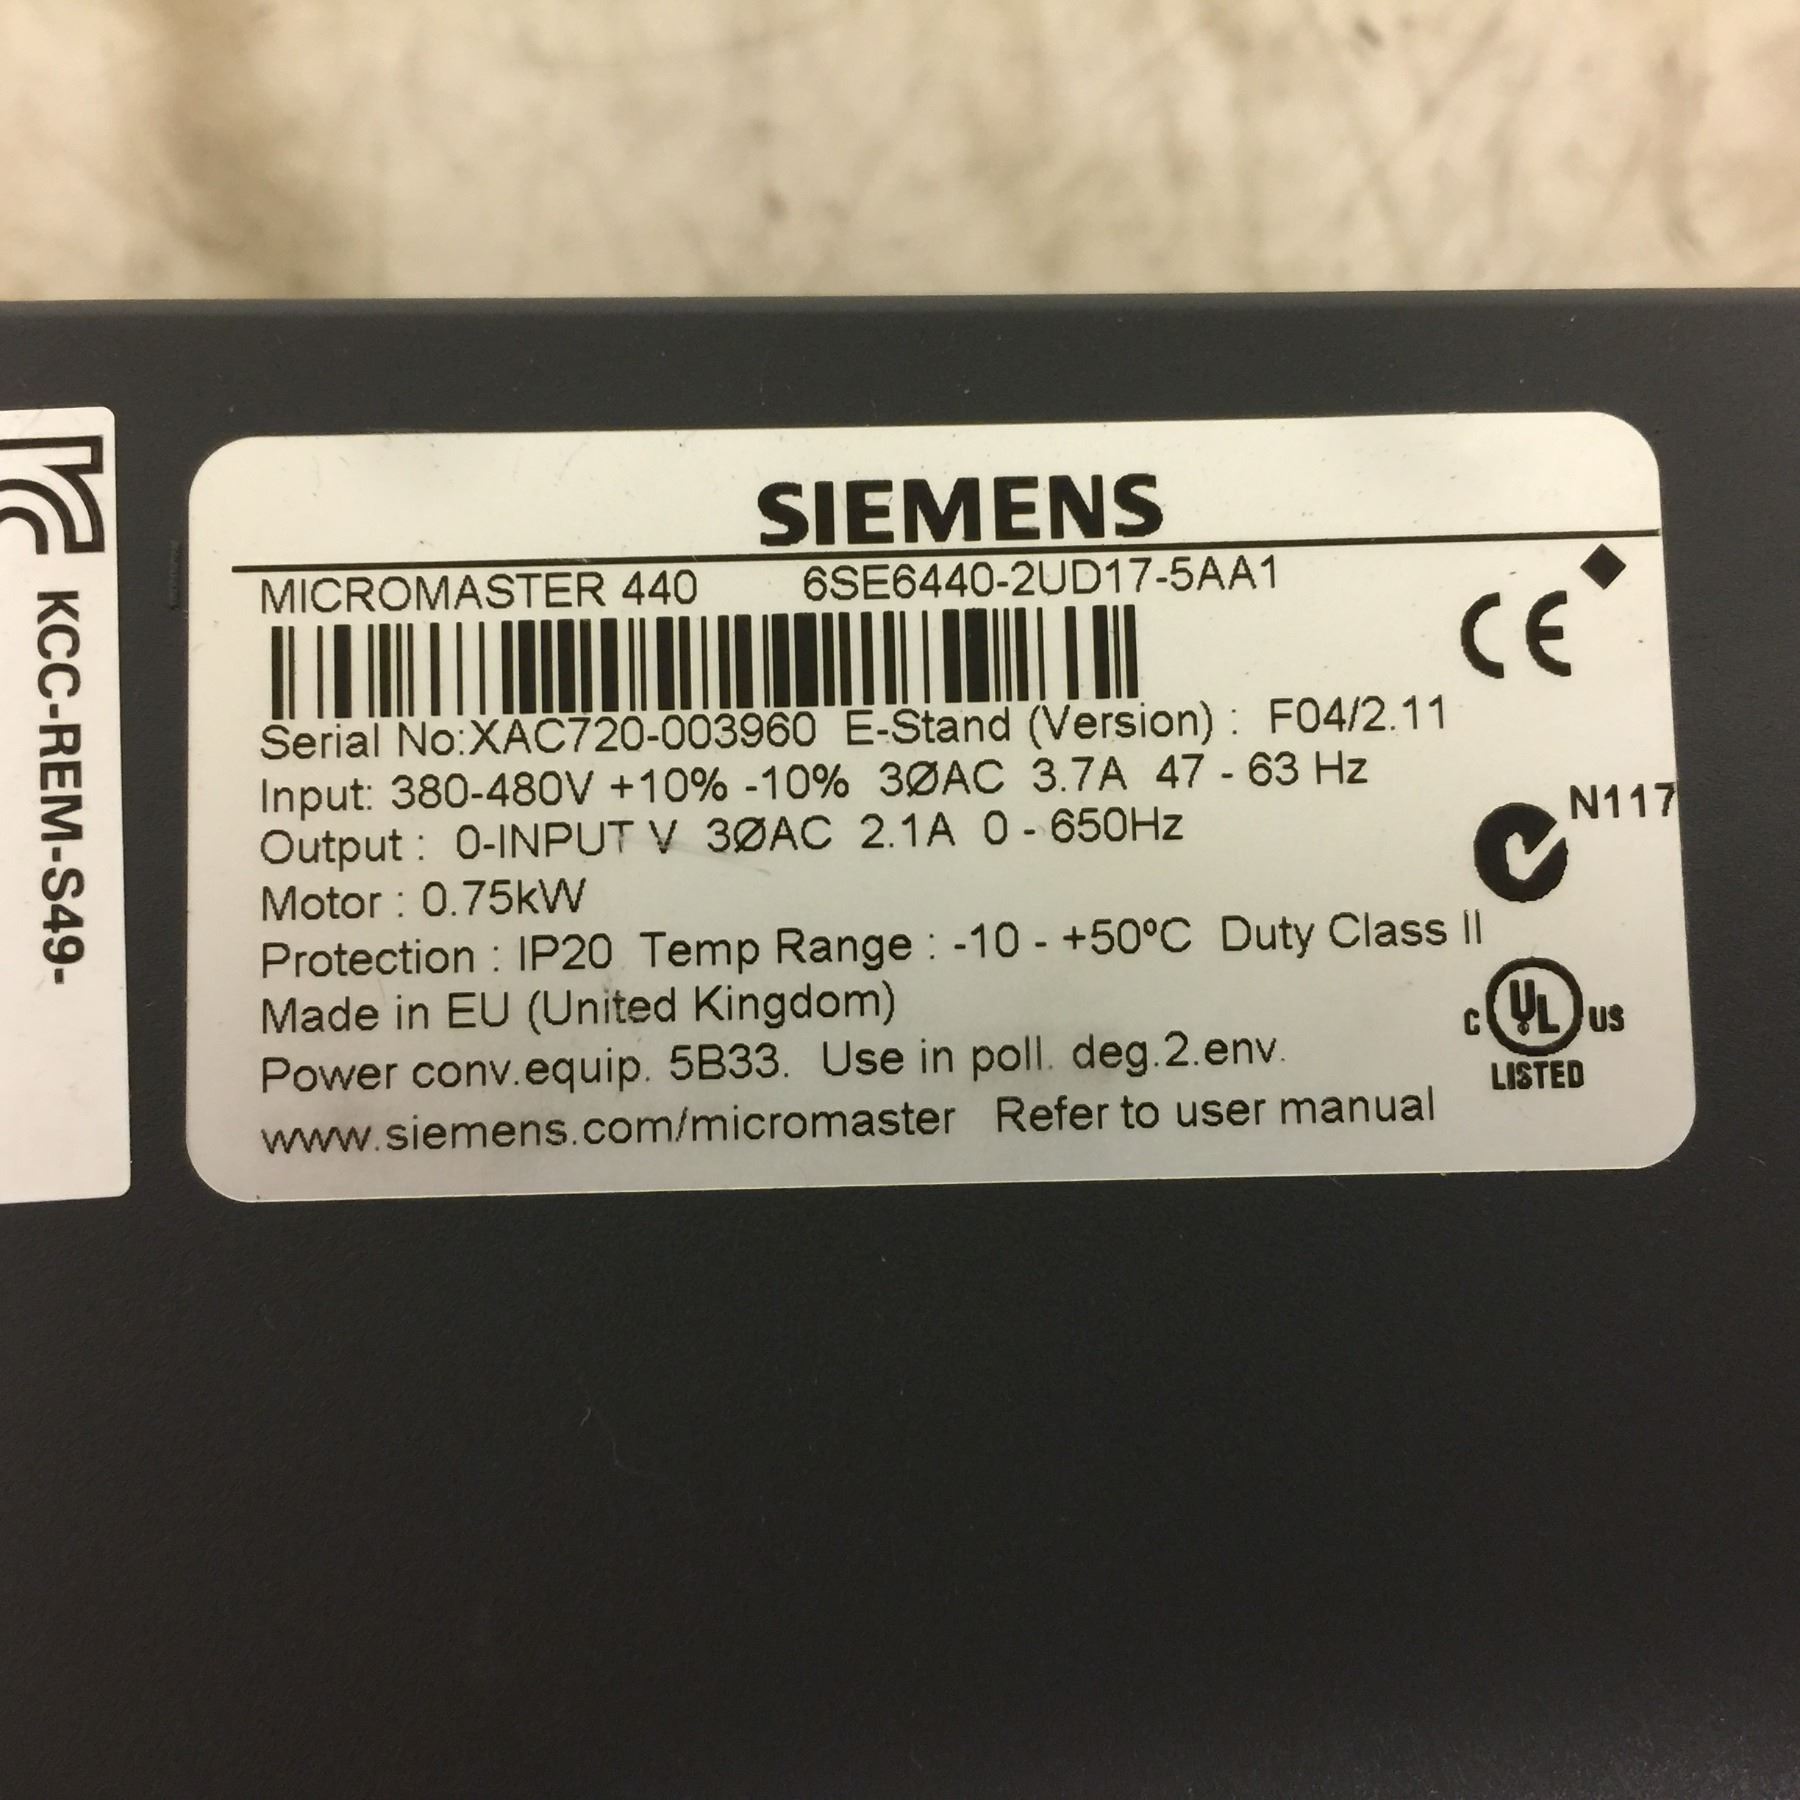 SIEMENS
MICROMASTER 440 6SE6440-2UD17-5AA1
CE
Serial No:XAC720-003960 E-Stand (Version) : F04/2.11
Input: 380-480V +10% -10% 3ØAC 3.7A 47 - 63 Hz
N117
Output : 0-INPUT V 3ØAC 2.1A 0 - 650Hz
Motor : 0.75kW
Protection : IP20 Temp Range : -10 - +50ºC Duty Class II
Made in EU (United Kingdom)
C UL US
LISTED
Power conv.equip. 5B33. Use in poll. deg.2.env.
www.siemens.com/micromaster Refer to user manual
KCC-REM-S49-